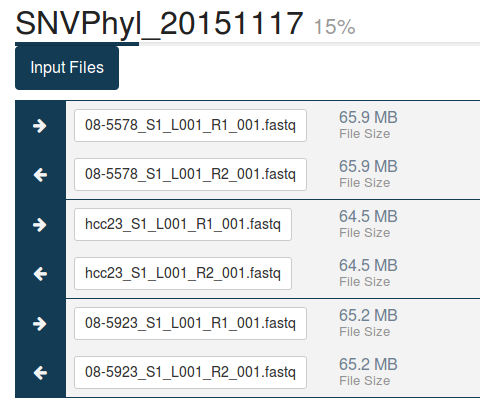 SNVPhyl_20151117 15%
Input Files
08-5578_S1_L001_R1_001.fastq 65.9 MB
File Size
08-5578_S1_L001_R2_001.fastq 65.9 MB
File Size
hcc23_S1_L001_R1_001.fastq 64.5 MB
File Size
hcc23_S1_L001_R2_001.fastq 64.5 MB
File Size
08-5923_S1_L001_R1_001.fastq 65.2 MB
File Size
08-5923_S1_L001_R2_001.fastq 65.2 MB
File Size